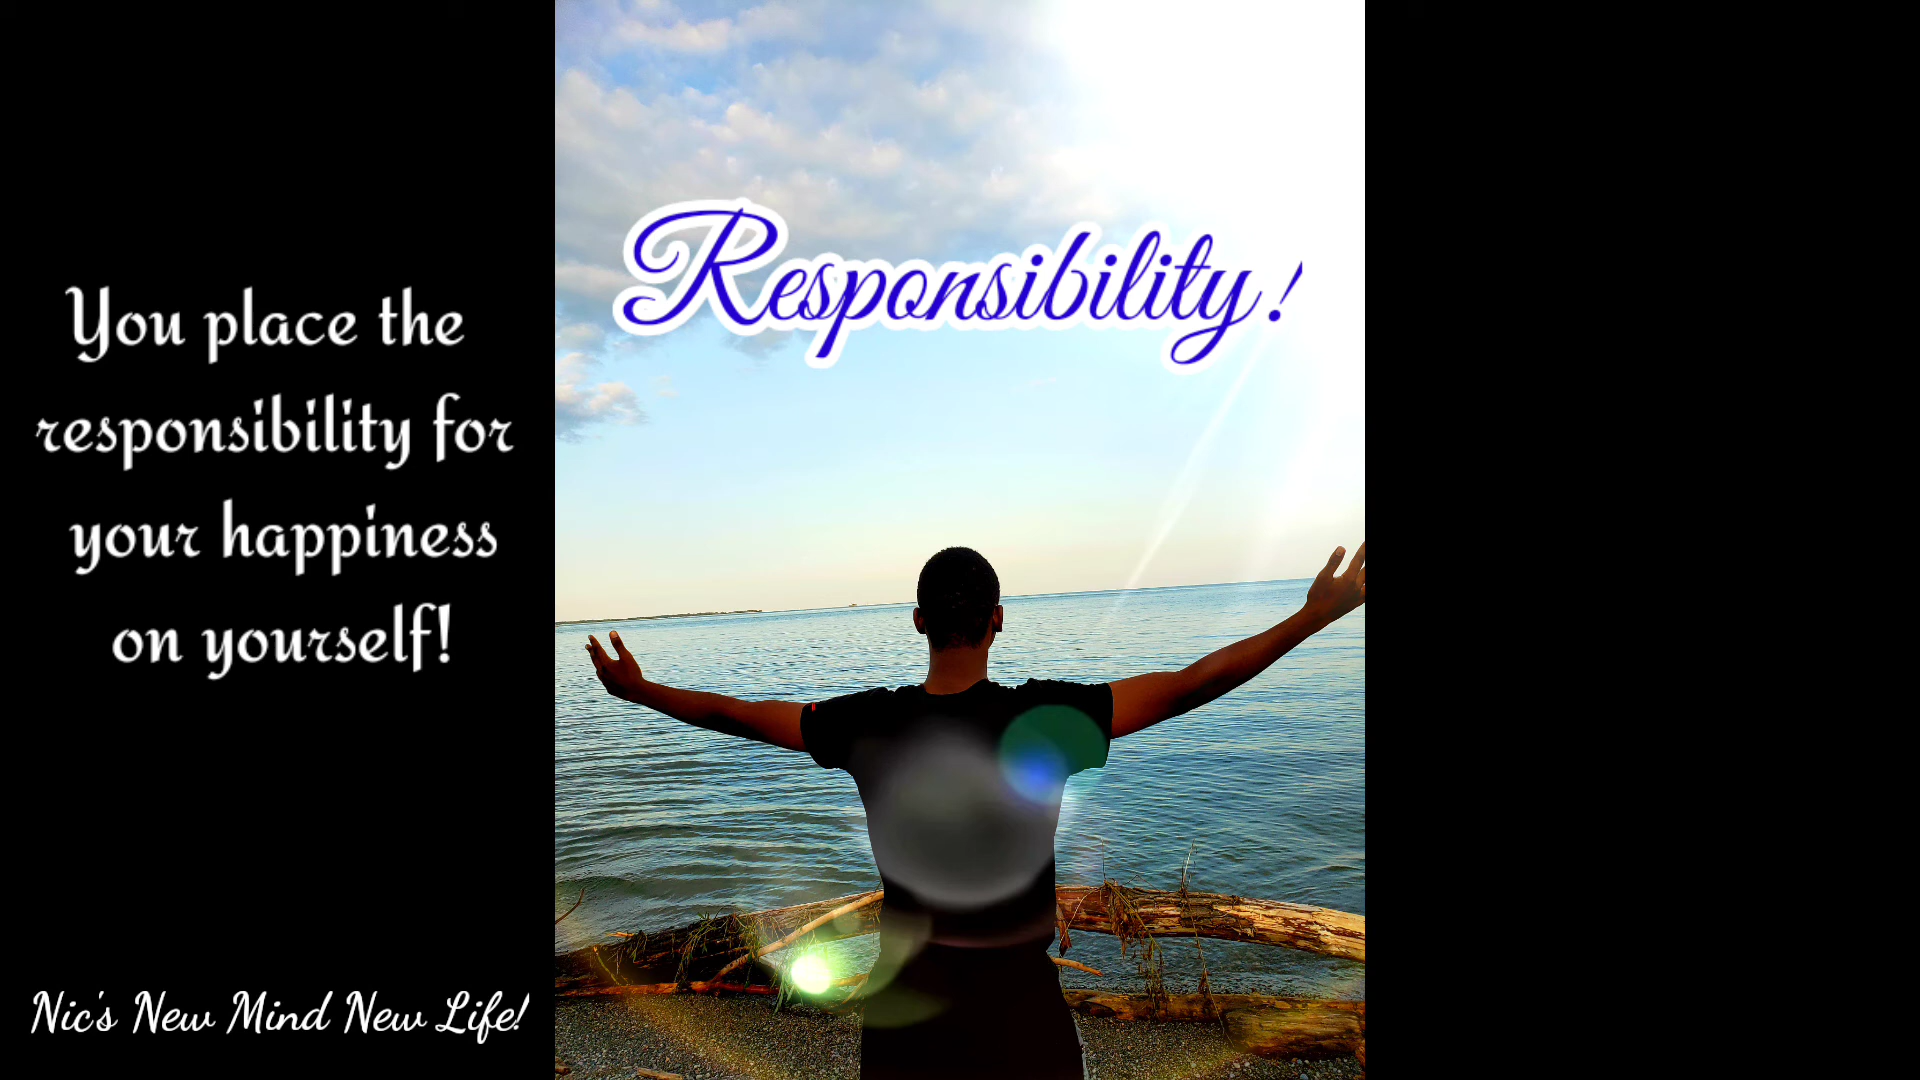 You place the
responsibility for
your happiness
on yourself!
Responsibility!
Nic's New Mind New Life!